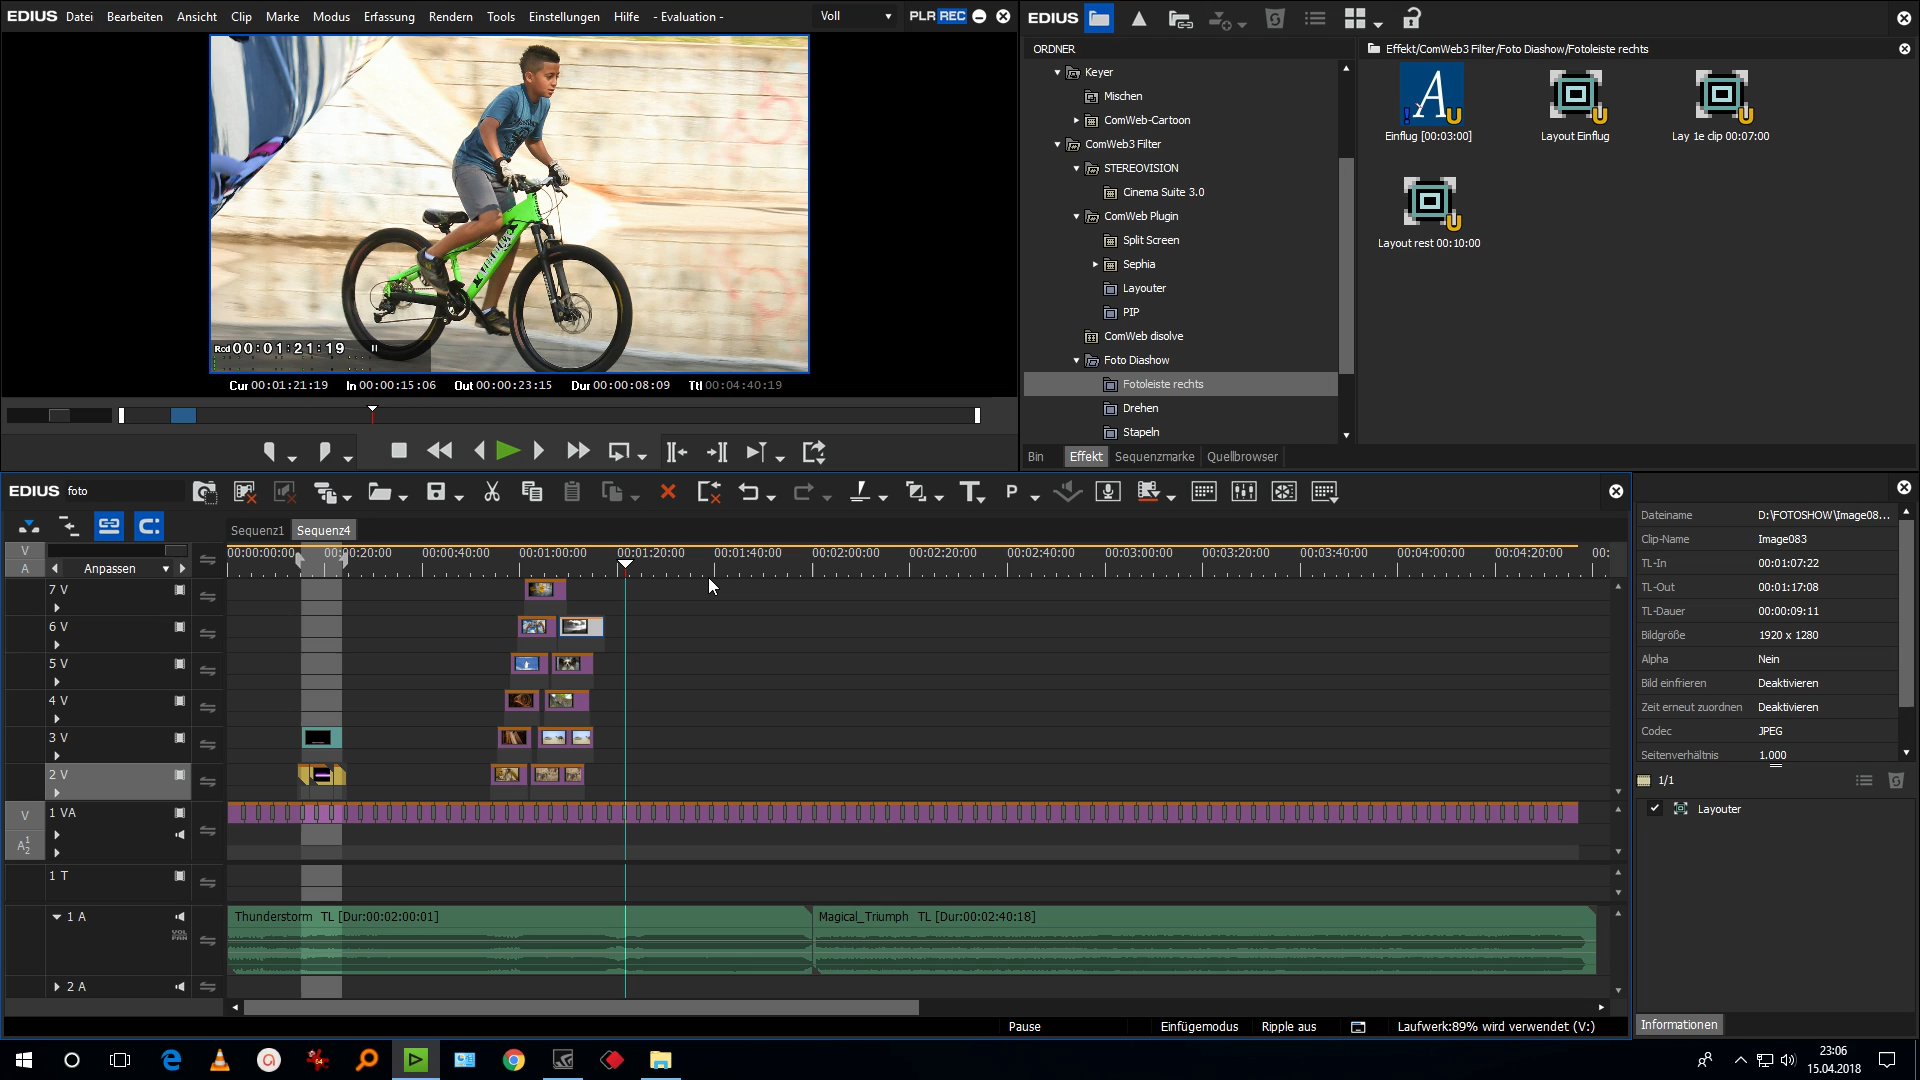 EDIUS Datei Bearbeiten Ansicht Clip Marke Modus Erfassung Rendern Tools Einstellungen Hilfe - Evaluation - Voll PLR REC
Rcd 00:01:21:19
Cur 00:01:21:19 In 00:00:15:06 Out 00:00:23:15 Dur 00:00:08:09 Ttl 00:04:40:19
EDIUS
ORDNER
Effekt/ComWeb3 Filter/Foto Diashow/Fotoleiste rechts
Keyer
Mischen
ComWeb-Cartoon
ComWeb3 Filter
STEREOVISION
Cinema Suite 3.0
ComWeb Plugin
Split Screen
Sephia
Layouter
PIP
ComWeb disolve
Foto Diashow
Fotoleiste rechts
Drehen
Stapeln
Einflug [00:03:00]
Layout Einflug
Lay 1e clip 00:07:00
Layout rest 00:10:00
Bin Effekt Sequenzmarke Quellbrowser
EDIUS foto
Sequenz1 Sequenz4
V
A
Anpassen
00:00:00:00 00:00:20:00 00:00:40:00 00:01:00:00 00:01:20:00 00:01:40:00 00:02:00:00 00:02:20:00 00:02:40:00 00:03:00:00 00:03:20:00 00:03:40:00 00:04:00:00 00:04:20:00 00:
7 V
6 V
5 V
4 V
3 V
2 V
V 1 VA
A 1 2
1 T
1 A
VOL
PAN
Thunderstorm TL [Dur:00:02:00:01]
Magical_Triumph TL [Dur:00:02:40:18]
2 A
Pause Einfügemodus Ripple aus Laufwerk:89% wird verwendet (V:)
Dateiname D:\FOTOSHOW\Image08...
Clip-Name Image083
TL-In 00:01:07:22
TL-Out 00:01:17:08
TL-Dauer 00:00:09:11
Bildgröße 1920 x 1280
Alpha Nein
Bild einfrieren Deaktivieren
Zeit erneut zuordnen Deaktivieren
Codec JPEG
Seitenverhältnis 1.000
1/1
Layouter
Informationen
23:06
15.04.2018